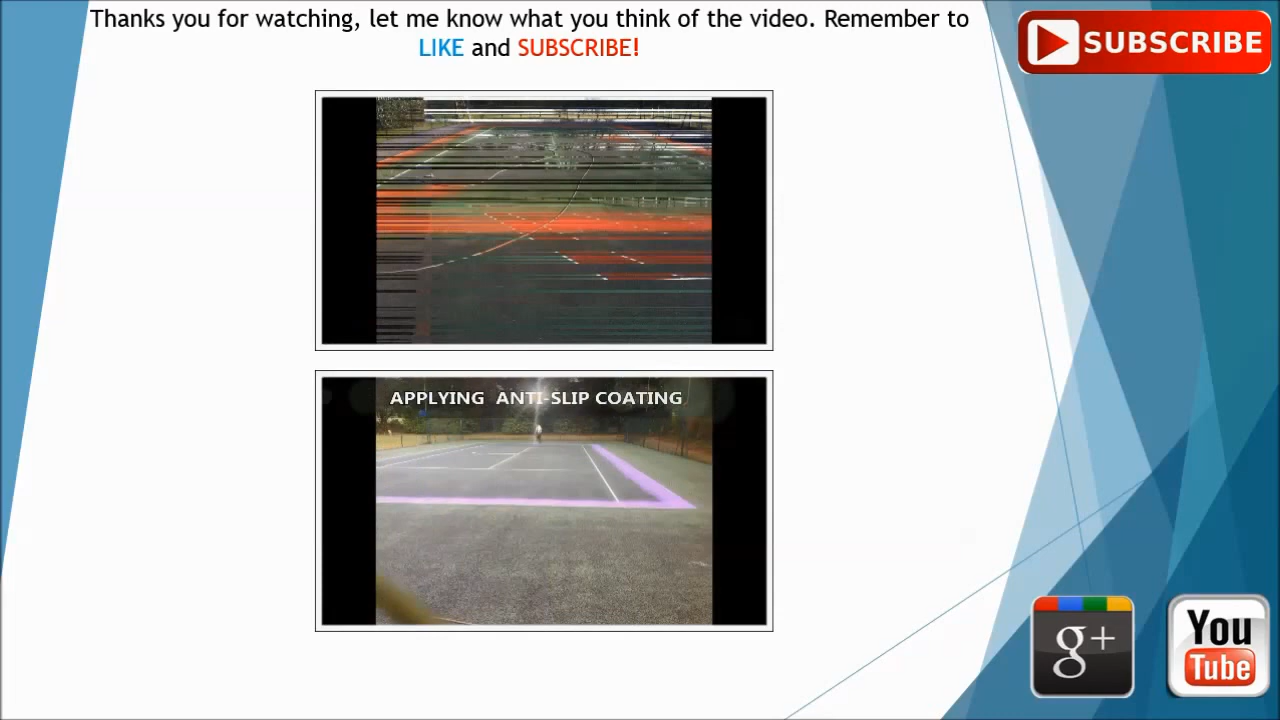 Thanks you for watching, let me know what you think of the video. Remember to
LIKE and SUBSCRIBE!
SUBSCRIBE
APPLYING ANTI-SLIP COATING
g+
You
Tube